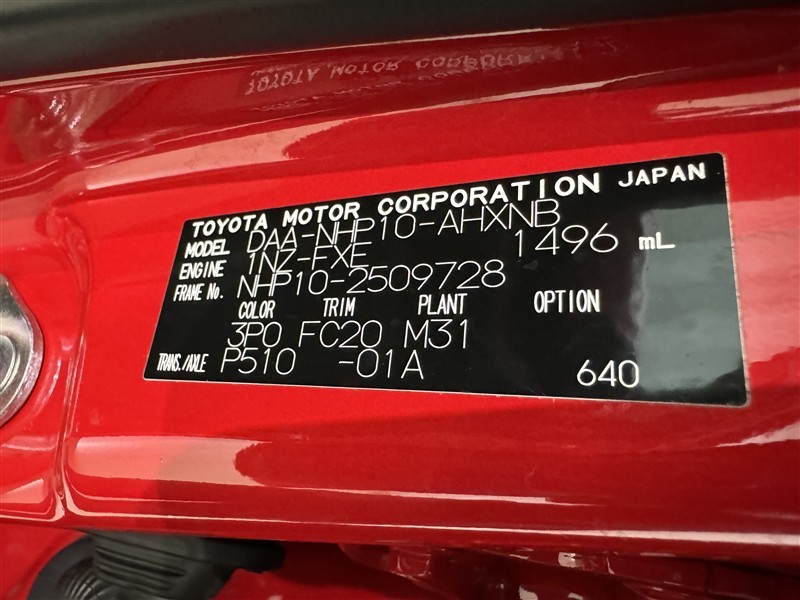 TOYOTA MOTOR CORPORATION JAPAN
MODEL DAA-NHP10-AHXNB
ENGINE 1NZ-FXE 1496 mL
FRAME No. NHP10-2509728
COLOR TRIM PLANT OPTION
3P0 FC20 M31
TRANS./AXLE P510 -01A 640